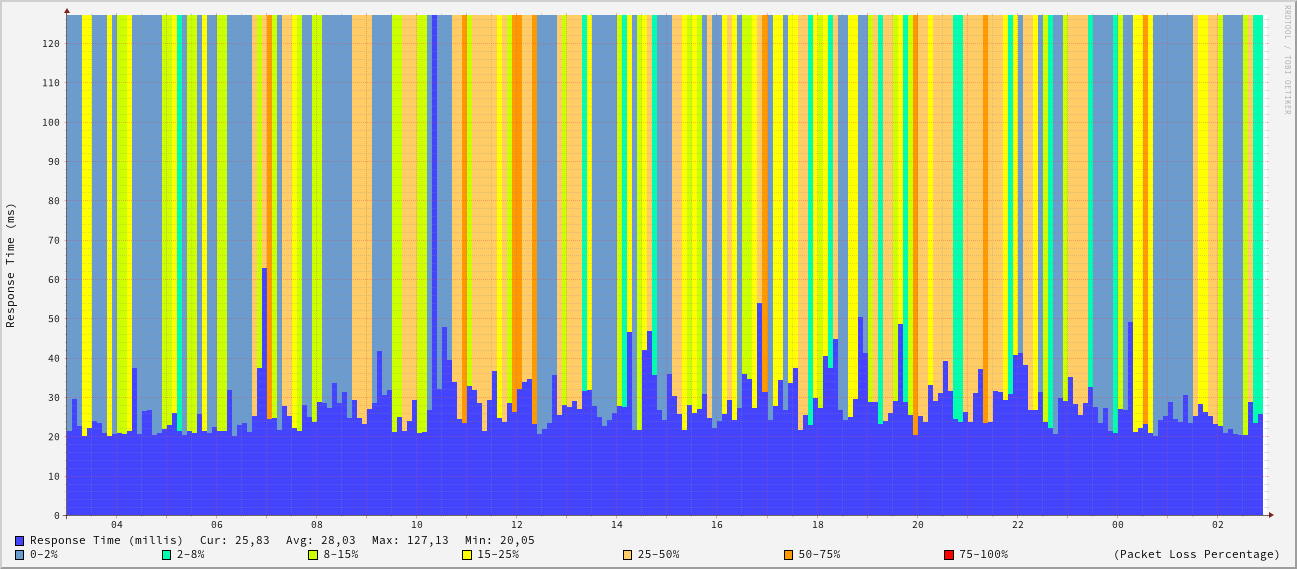 RRDTOOL / TOBI OETIKER
Response Time (ms)
120
110
100
90
80
70
60
50
40
30
20
10
0
04 06 08 10 12 14 16 18 20 22 00 02
Response Time (millis) Cur: 25,83 Avg: 28,03 Max: 127,13 Min: 20,05
0-2% 2-8% 8-15% 15-25% 25-50% 50-75% 75-100% (Packet Loss Percentage)